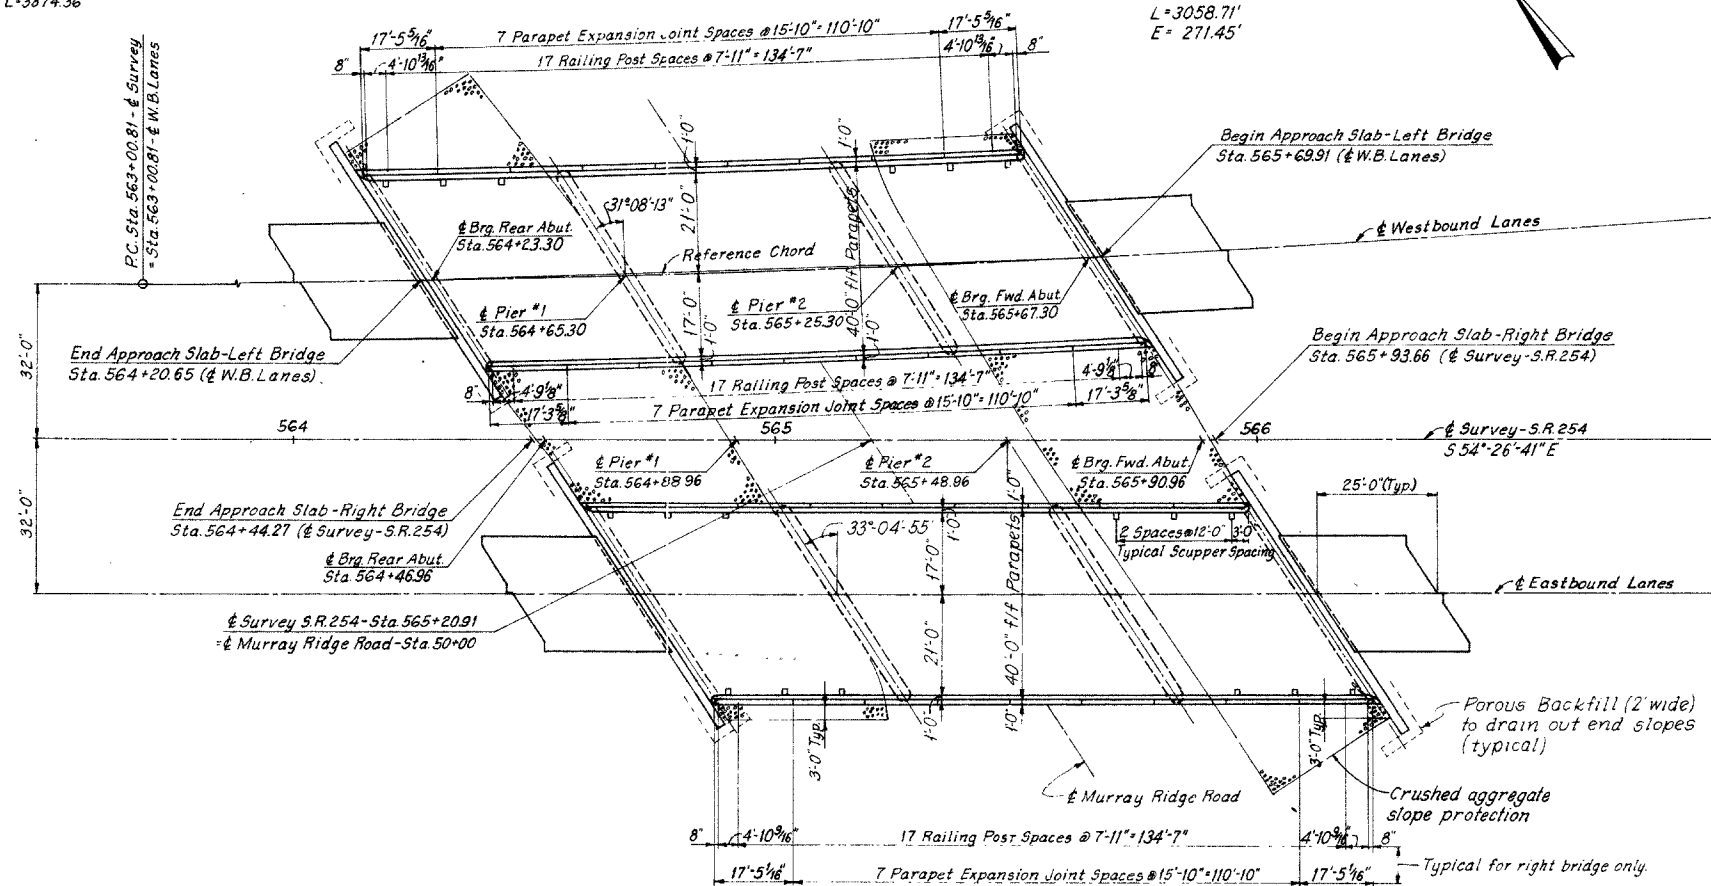 L=3874.36'
L=3058.71'
E= 271.45'
17'-5 5/16"
7 Parapet Expansion Joint Spaces @ 15'-10" = 110'-10"
17'-5 5/16"
8"
4'-10 13/16"
17 Railing Post Spaces @ 7'-11" = 134'-7"
4'-10 13/16"
8"
P.C. Sta. 563+00.81 - ℄ Survey
= Sta. 563+00.81 - ℄ W.B. Lanes
1'-0"
1'-0"
Begin Approach Slab-Left Bridge
Sta. 565+69.91 (℄ W.B. Lanes)
31°08'-13"
21'-0"
40'-0" f/f Parapets
℄ Brg. Rear Abut.
Sta. 564+23.30
Reference Chord
℄ Westbound Lanes
℄ Pier #1
Sta. 564+65.30
17'-0"
1'-0"
℄ Pier #2
Sta. 565+25.30
1'-0"
℄ Brg. Fwd. Abut.
Sta. 565+67.30
32'-0"
End Approach Slab-Left Bridge
Sta. 564+20.65 (℄ W.B. Lanes)
Begin Approach Slab-Right Bridge
Sta. 565+93.66 (℄ Survey-S.R. 254)
8"
4'-9 1/8"
17 Railing Post Spaces @ 7'-11" = 134'-7"
4'-9 1/8"
8"
17'-3 5/8"
7 Parapet Expansion Joint Spaces @ 15'-10" = 110'-10"
17'-3 5/8"
564
565
566
℄ Survey-S.R. 254
S 54°-26'-41" E
℄ Pier #1
Sta. 564+88.96
℄ Pier #2
Sta. 565+48.96
1'-0"
℄ Brg. Fwd. Abut.
Sta. 565+90.96
25'-0" (Typ.)
32'-0"
End Approach Slab-Right Bridge
Sta. 564+44.27 (℄ Survey-S.R. 254)
33°-04'-55"
1'-0"
2 Spaces @ 12'-0"
3'-0"
Typical Scupper Spacing
℄ Brg. Rear Abut.
Sta. 564+46.96
17'-0"
40'-0" f/f Parapets
℄ Eastbound Lanes
℄ Survey S.R. 254-Sta. 565+20.91
= ℄ Murray Ridge Road-Sta. 50+00
21'-0"
3'-0" Typ.
1'-0"
1'-0"
3'-0" Typ.
Porous Backfill (2' wide)
to drain out end slopes
(typical)
℄ Murray Ridge Road
Crushed aggregate
slope protection
8"
4'-10 9/16"
17 Railing Post Spaces @ 7'-11" = 134'-7"
4'-10 9/16"
8"
17'-5 1/16"
7 Parapet Expansion Joint Spaces @ 15'-10" = 110'-10"
17'-5 1/16"
Typical for right bridge only.